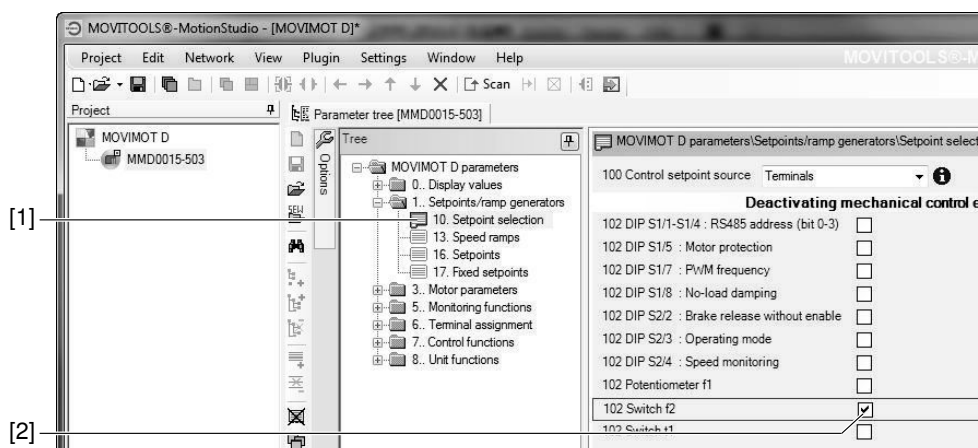 MOVITOOLS®-MotionStudio - [MOVIMOT D]*
Project Edit Network View Plugin Settings Window Help
MOVITOOLS®-M
Scan
Project
Parameter tree [MMD0015-503]
MOVIMOT D
MMD0015-503
Options
SEW
Tree
MOVIMOT D parameters
0.. Display values
1.. Setpoints/ramp generators
10. Setpoint selection
13. Speed ramps
16. Setpoints
17. Fixed setpoints
3.. Motor parameters
5.. Monitoring functions
6.. Terminal assignment
7.. Control functions
8.. Unit functions
MOVIMOT D parameters\Setpoints/ramp generators\Setpoint select
100 Control setpoint source Terminals
Deactivating mechanical control e
102 DIP S1/1-S1/4 : RS485 address (bit 0-3)
102 DIP S1/5 : Motor protection
102 DIP S1/7 : PWM frequency
102 DIP S1/8 : No-load damping
102 DIP S2/2 : Brake release without enable
102 DIP S2/3 : Operating mode
102 DIP S2/4 : Speed monitoring
102 Potentiometer f1
102 Switch f2
102 Switch t1
[1]
[2]